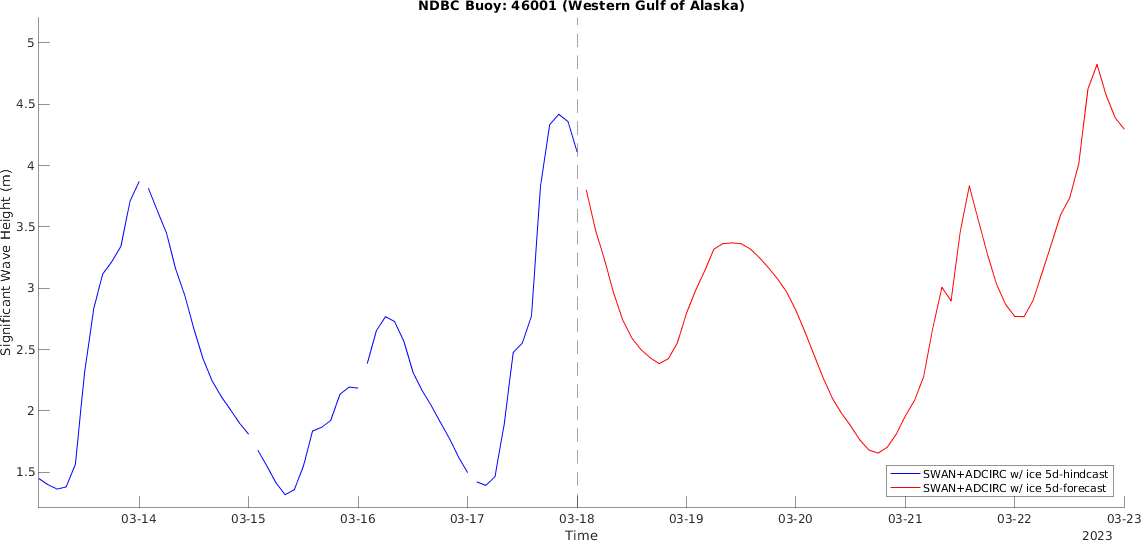 NDBC Buoy: 46001 (Western Gulf of Alaska)
5
4.5
4
3.5
3
2.5
2
1.5
Significant Wave Height (m)
SWAN+ADCIRC w/ ice 5d-hindcast
SWAN+ADCIRC w/ ice 5d-forecast
03-14 03-15 03-16 03-17 03-18 03-19 03-20 03-21 03-22 03-23
Time
2023